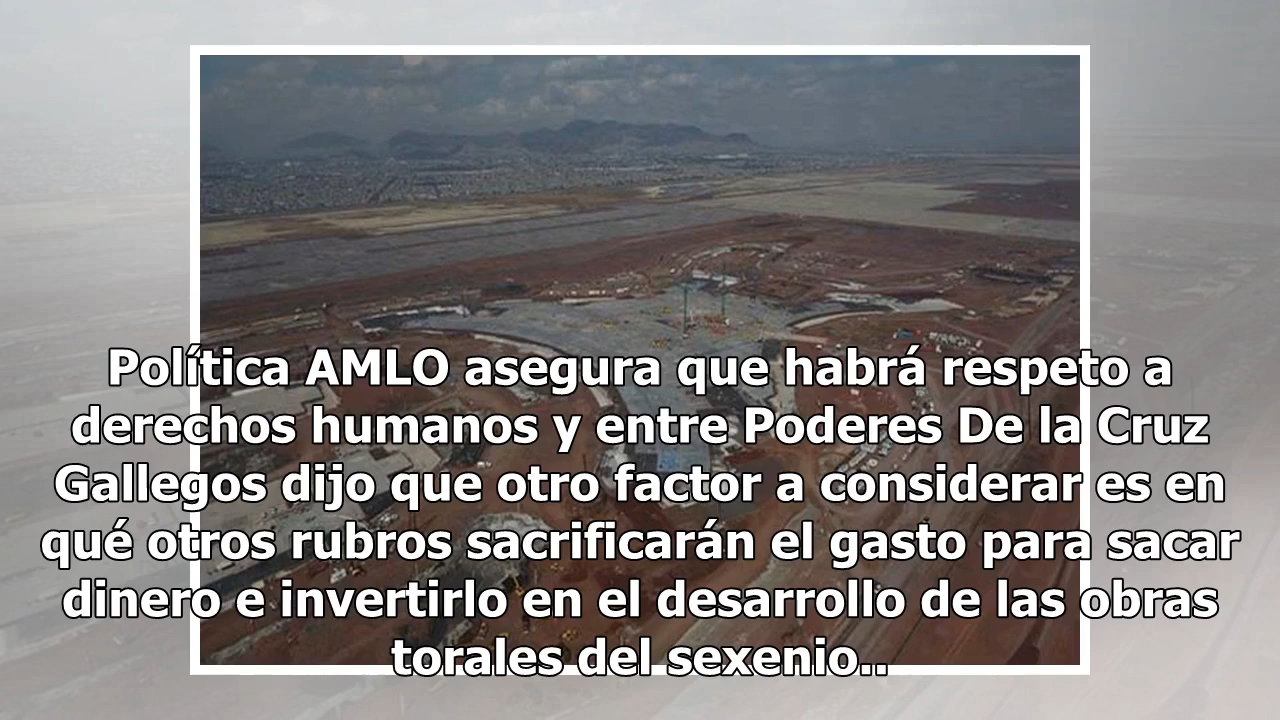 Política AMLO asegura que habrá respeto a
derechos humanos y entre Poderes De la Cruz
Gallegos dijo que otro factor a considerar es en
qué otros rubros sacrificarán el gasto para sacar
dinero e invertirlo en el desarrollo de las obras
torales del sexenio..